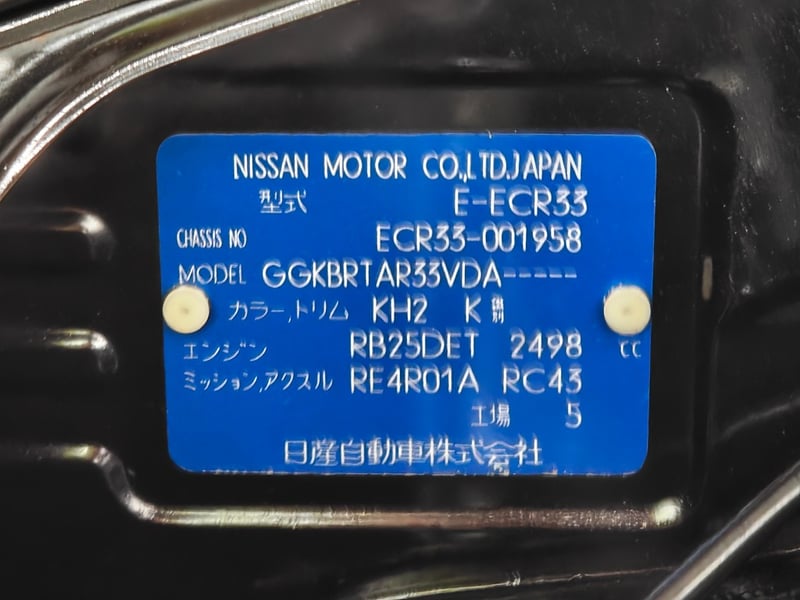 NISSAN MOTOR CO.,LTD.JAPAN
型式 E-ECR33
CHASSIS NO ECR33-001958
MODEL GGKBRTAR33VDA-----
カラー,トリム KH2 K 識別
エンジン RB25DET 2498 CC
ミッション,アクスル RE4R01A RC43
工場 5
日産自動車株式会社